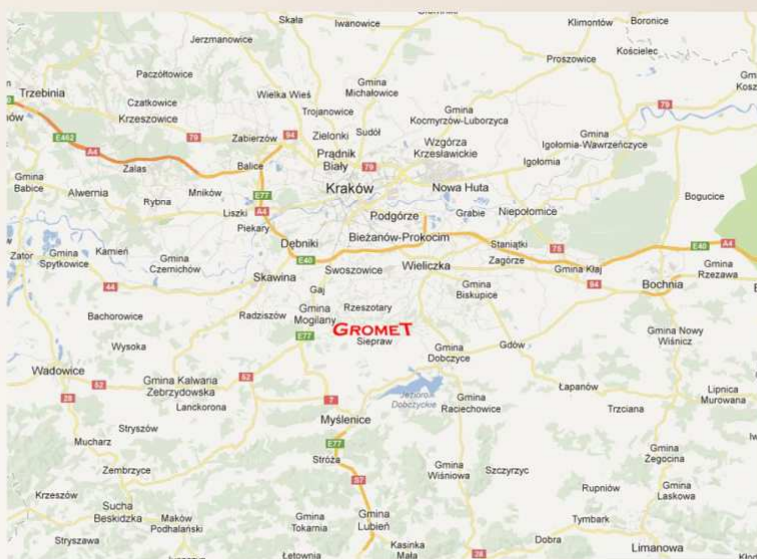 Skała
Iwanowice
Klimontów
Boronice
Jerzmanowice
Kościelec
Proszowice
Trzebinia
Paczółtowice
Gmina
Michałowice
Wielka Wieś
Czatkowice
Krzeszowice
Trojanowice
Gmina
Kocmyrzów-Luborzyca
79
79
94
Zabierzów
Zielonki
Sudół
Gmina
Igołomia-Wawrzeńczyce
E462
A4
Prądnik
Biały
79
Wzgórza
Krzesławickie
Igołomia
Zalas
Balice
Gmina
Babice
Alwernia
Mników
E77
Kraków
Nowa Huta
Bogucice
Rybna
Liszki
A4
Podgórze
Grabie
Niepołomice
Piekary
Dębniki
Bieżanów-Prokocim
Zator
Gmina
Spytkowice
Kamień
Gmina
Czernichów
E40
Staniątki
75
E40
A4
Skawina
Swoszowice
Wieliczka
Zagórze
Gmina Kłaj
Gmina
Rzezawa
44
Gaj
Gmina
Biskupice
94
Bochnia
Bachorowice
Radziszów
Gmina
Mogilany
Rzeszotary
GROMET
E77
Siepraw
Gmina Nowy
Wiśnicz
Wysoka
Gmina
Dobczyce
Gdów
Wadowice
52
Gmina Kalwaria
Zebrzydowska
52
Jezioro
Dobczyckie
Łapanów
Lipnica
Murowana
28
Lanckorona
7
Gmina
Raciechowice
Trzciana
Stryszów
Myślenice
Mucharz
E77
Stróża
Gmina
Żegocina
Zembrzyce
S7
Gmina
Wiśniowa
Szczyrzyc
Krzeszów
Rupniów
Gmina
Laskowa
Sucha
Beskidzka
Maków
Podhalański
Gmina
Tokarnia
Gmina
Lubień
Tymbark
Stryszawa
Kasinka
Mała
Dobra
Limanowa
Łętownia
28